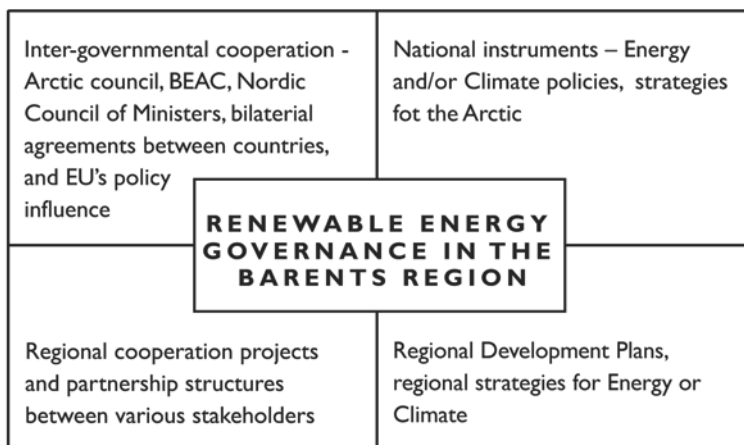 Inter-governmental cooperation -
Arctic council, BEAC, Nordic
Council of Ministers, bilaterial
agreements between countries,
and EU's policy
influence
National instruments – Energy
and/or Climate policies, strategies
fot the Arctic
RENEWABLE ENERGY
GOVERNANCE IN THE
BARENTS REGION
Regional cooperation projects
and partnership structures
between various stakeholders
Regional Development Plans,
regional strategies for Energy or
Climate